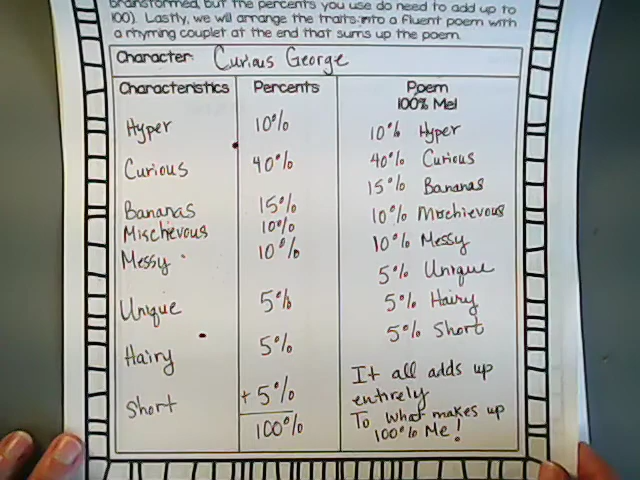 brainstormed, but the percents you use do need to add up to
100). Lastly, we will arrange the traits into a fluent poem with
a rhyming couplet at the end that sums up the poem.
Character: Curious George
Characteristics Percents Poem
100% Me!
Hyper 10% 10% Hyper
Curious 40% 40% Curious
15% Bananas
Bananas 15% 10% Mischievous
Mischievous 10%
Messy 10% 10% Messy
5% Unique
Unique 5% 5% Hairy
5% Short
Hairy 5%
It all adds up
Short + 5% entirely
To what makes up
100% 100% Me!